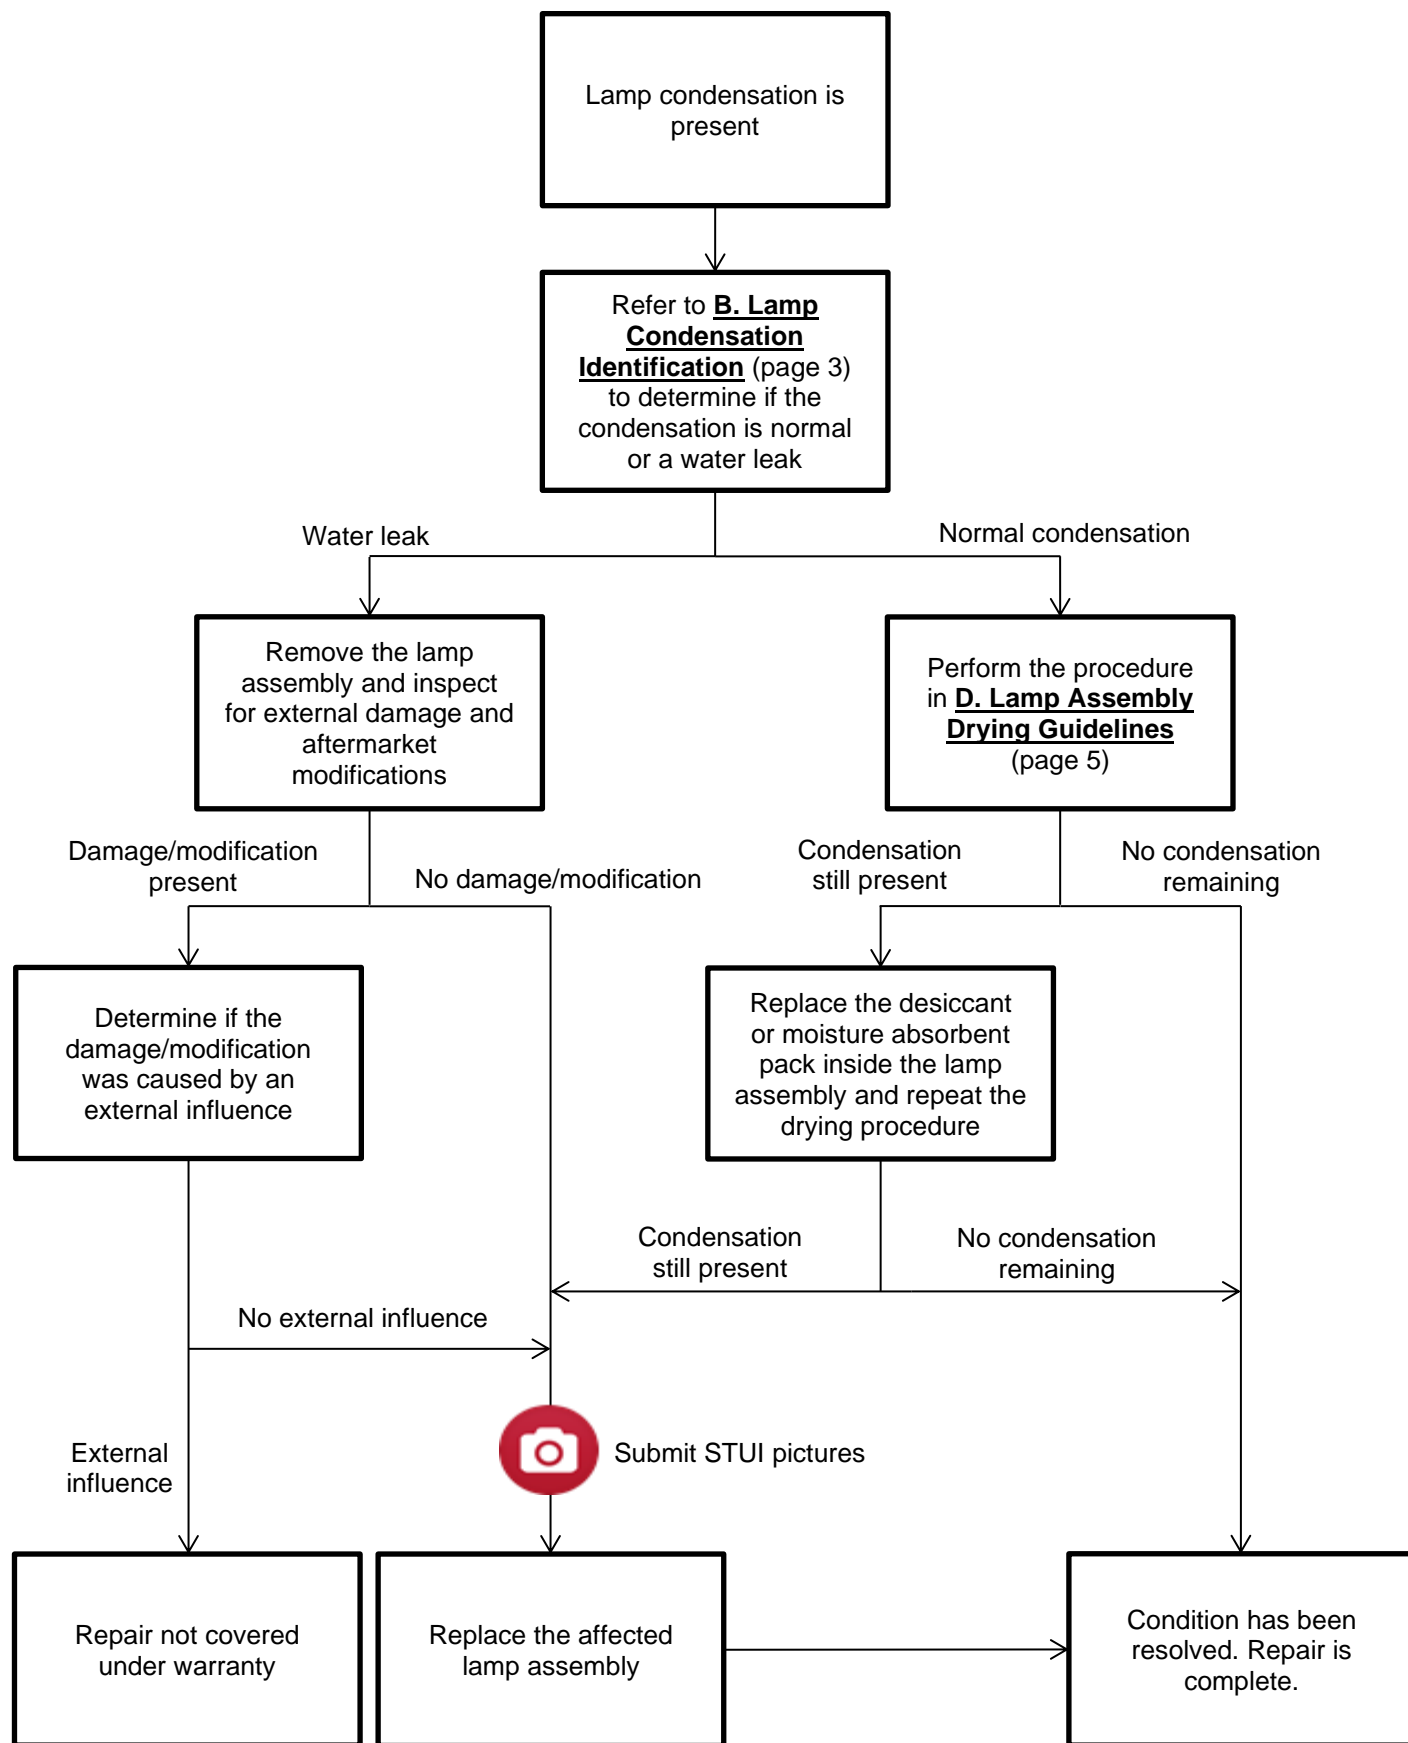 Lamp condensation is
present
Refer to B. Lamp
Condensation
Identification (page 3)
to determine if the
condensation is normal
or a water leak
Water leak
Normal condensation
Remove the lamp
assembly and inspect
for external damage and
aftermarket
modifications
Perform the procedure
in D. Lamp Assembly
Drying Guidelines
(page 5)
Damage/modification
present
No damage/modification
Condensation
still present
No condensation
remaining
Determine if the
damage/modification
was caused by an
external influence
Replace the desiccant
or moisture absorbent
pack inside the lamp
assembly and repeat the
drying procedure
Condensation
still present
No condensation
remaining
No external influence
External
influence
Submit STUI pictures
Repair not covered
under warranty
Replace the affected
lamp assembly
Condition has been
resolved. Repair is
complete.